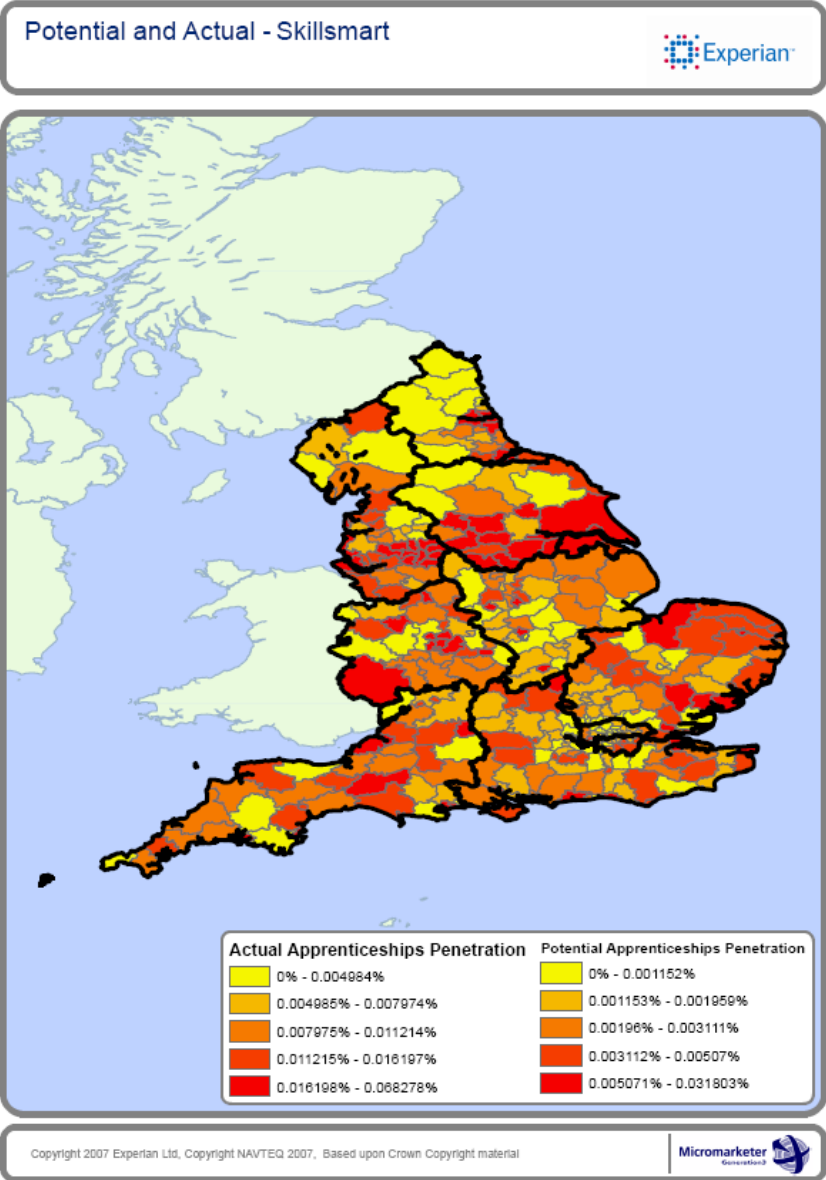 Potential and Actual - Skillsmart
Experian™
Actual Apprenticeships Penetration
0% - 0.004984%
0.004985% - 0.007974%
0.007975% - 0.011214%
0.011215% - 0.016197%
0.016198% - 0.068278%
Potential Apprenticeships Penetration
0% - 0.001152%
0.001153% - 0.001959%
0.00196% - 0.003111%
0.003112% - 0.00507%
0.005071% - 0.031803%
Copyright 2007 Experian Ltd, Copyright NAVTEQ 2007, Based upon Crown Copyright material
Micromarketer
Generation3